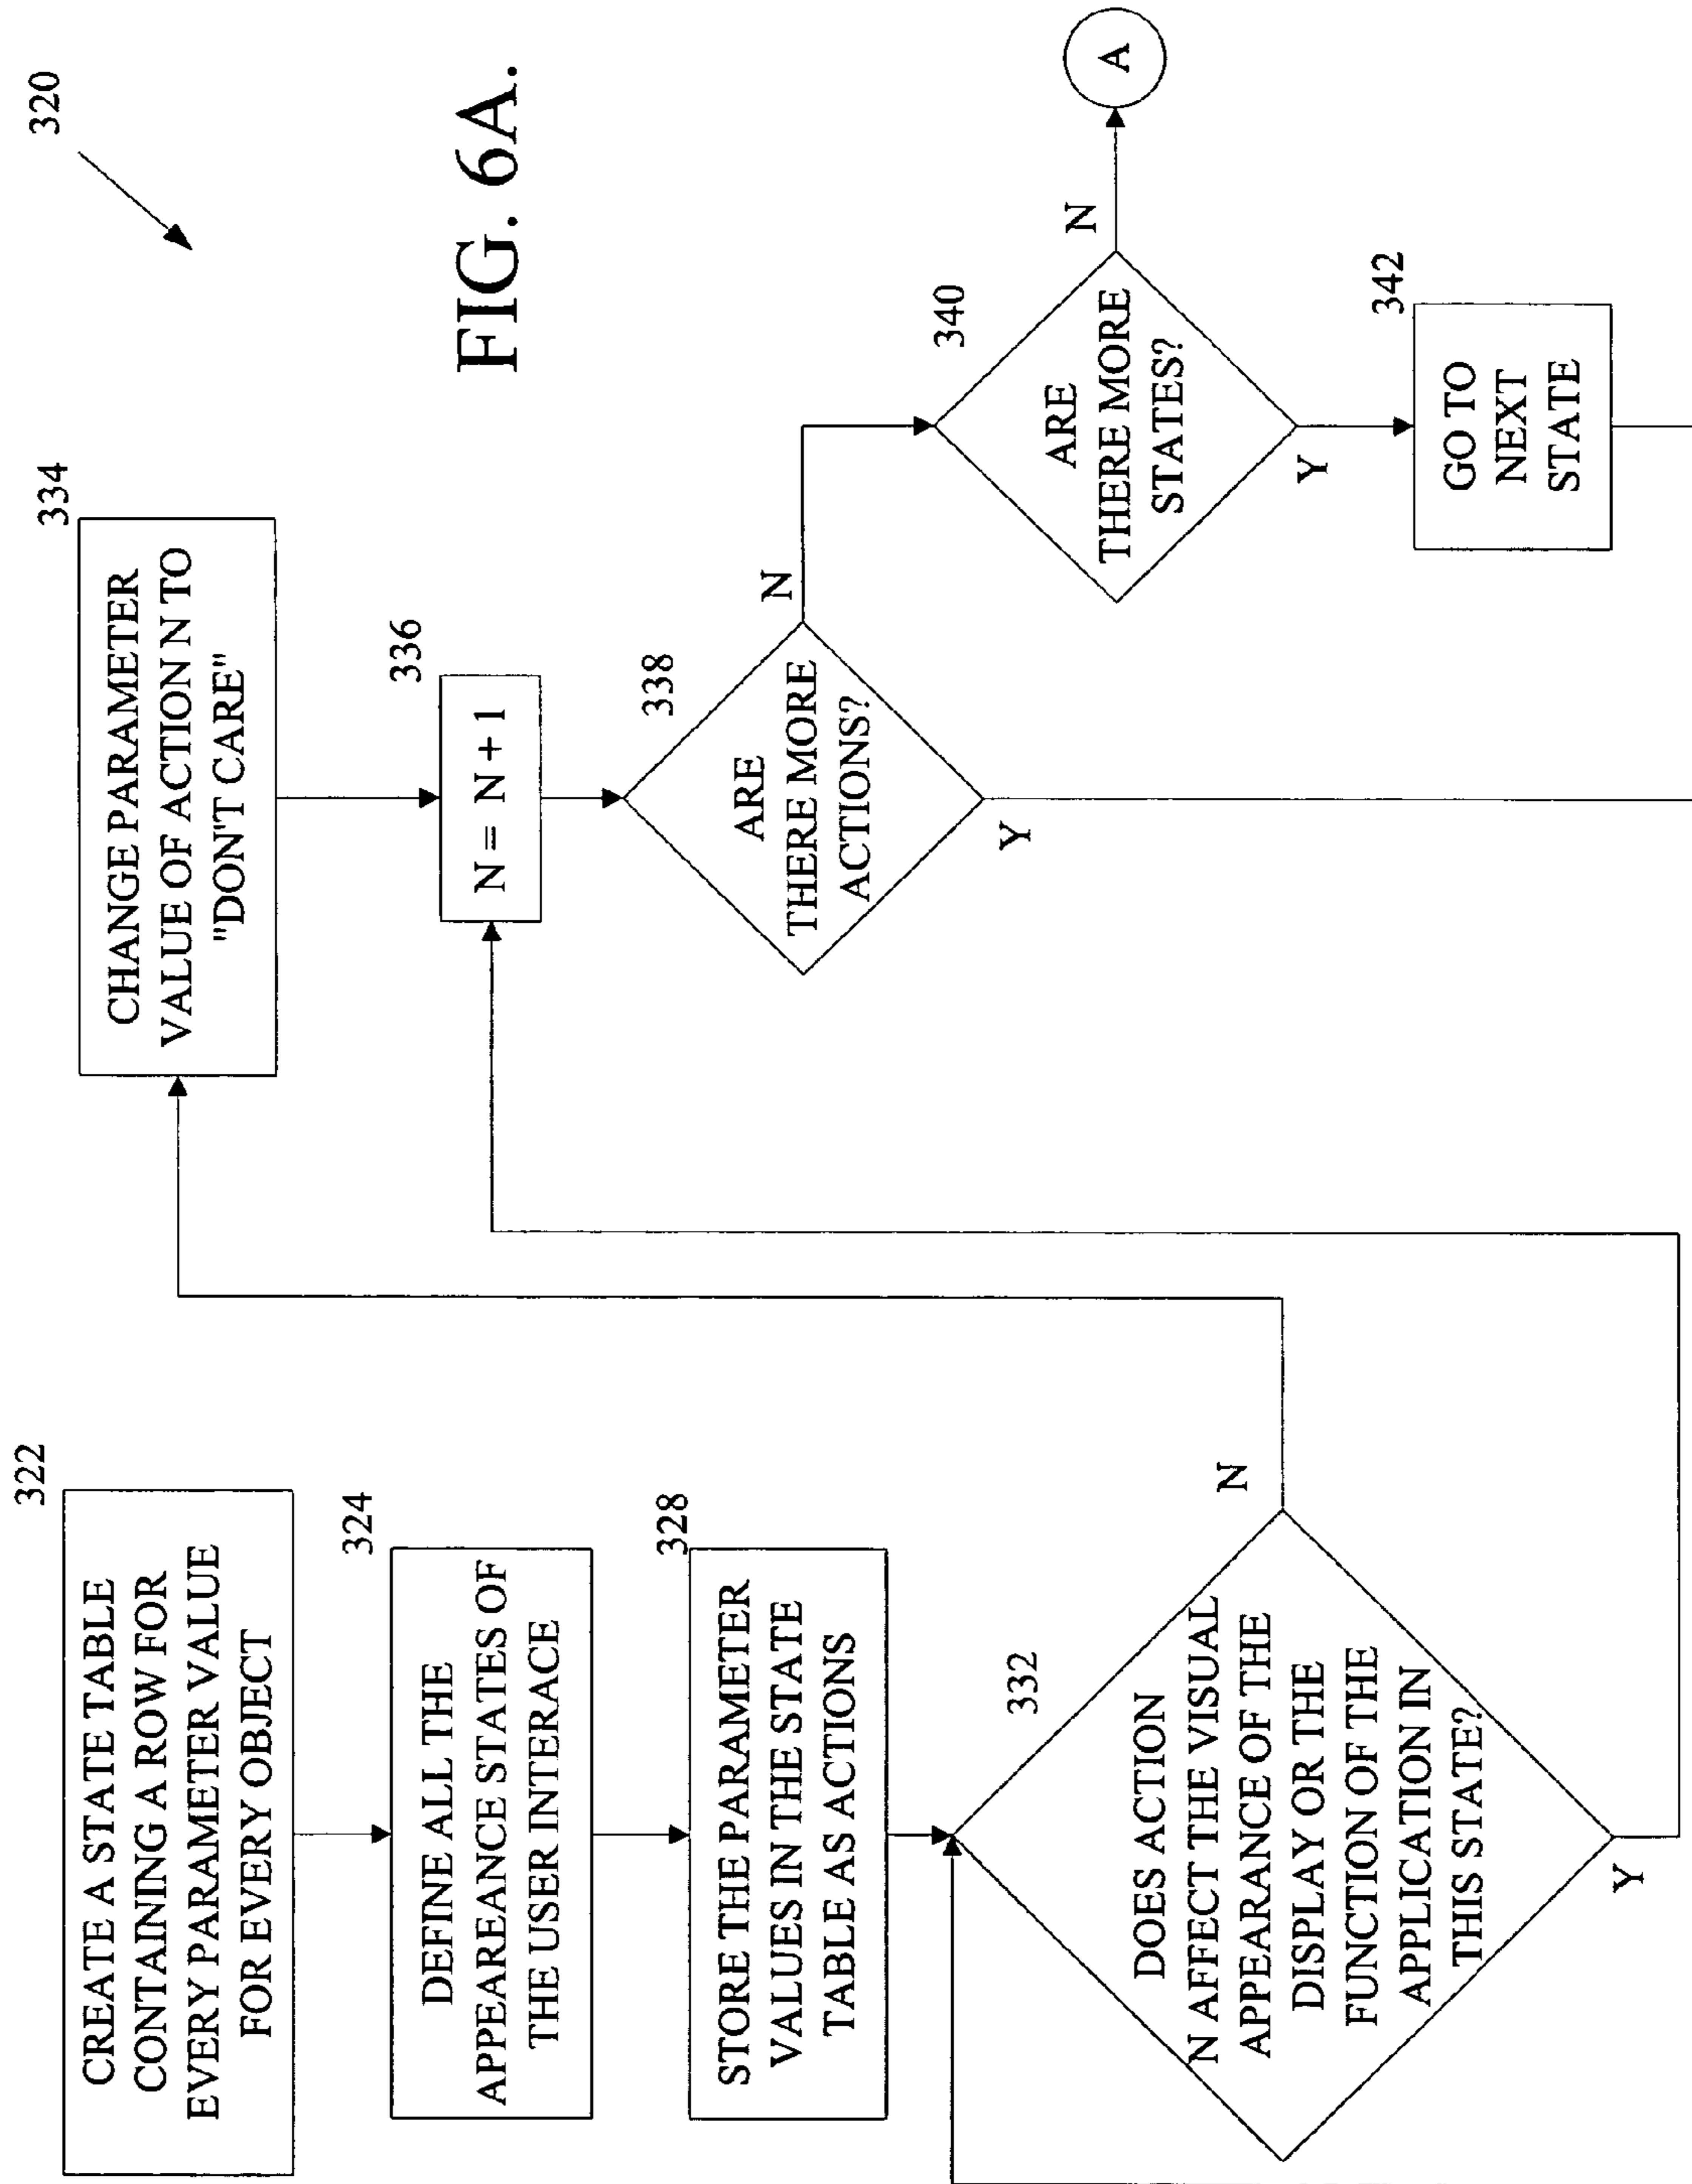 320
FIG. 6A.
322
CREATE A STATE TABLE
CONTAINING A ROW FOR
EVERY PARAMETER VALUE
FOR EVERY OBJECT
324
DEFINE ALL THE
APPEAREANCE STATES OF
THE USER INTERACE
328
STORE THE PARAMETER
VALUES IN THE STATE
TABLE AS ACTIONS
332
DOES ACTION
N AFFECT THE VISUAL
APPEARANCE OF THE
DISPLAY OR THE
FUNCTION OF THE
APPLICATION IN
THIS STATE?
N
Y
334
CHANGE PARAMETER
VALUE OF ACTION N TO
"DON'T CARE"
336
N = N + 1
338
ARE
THERE MORE
ACTIONS?
N
Y
340
ARE
THERE MORE
STATES?
N
A
Y
342
GO TO
NEXT
STATE